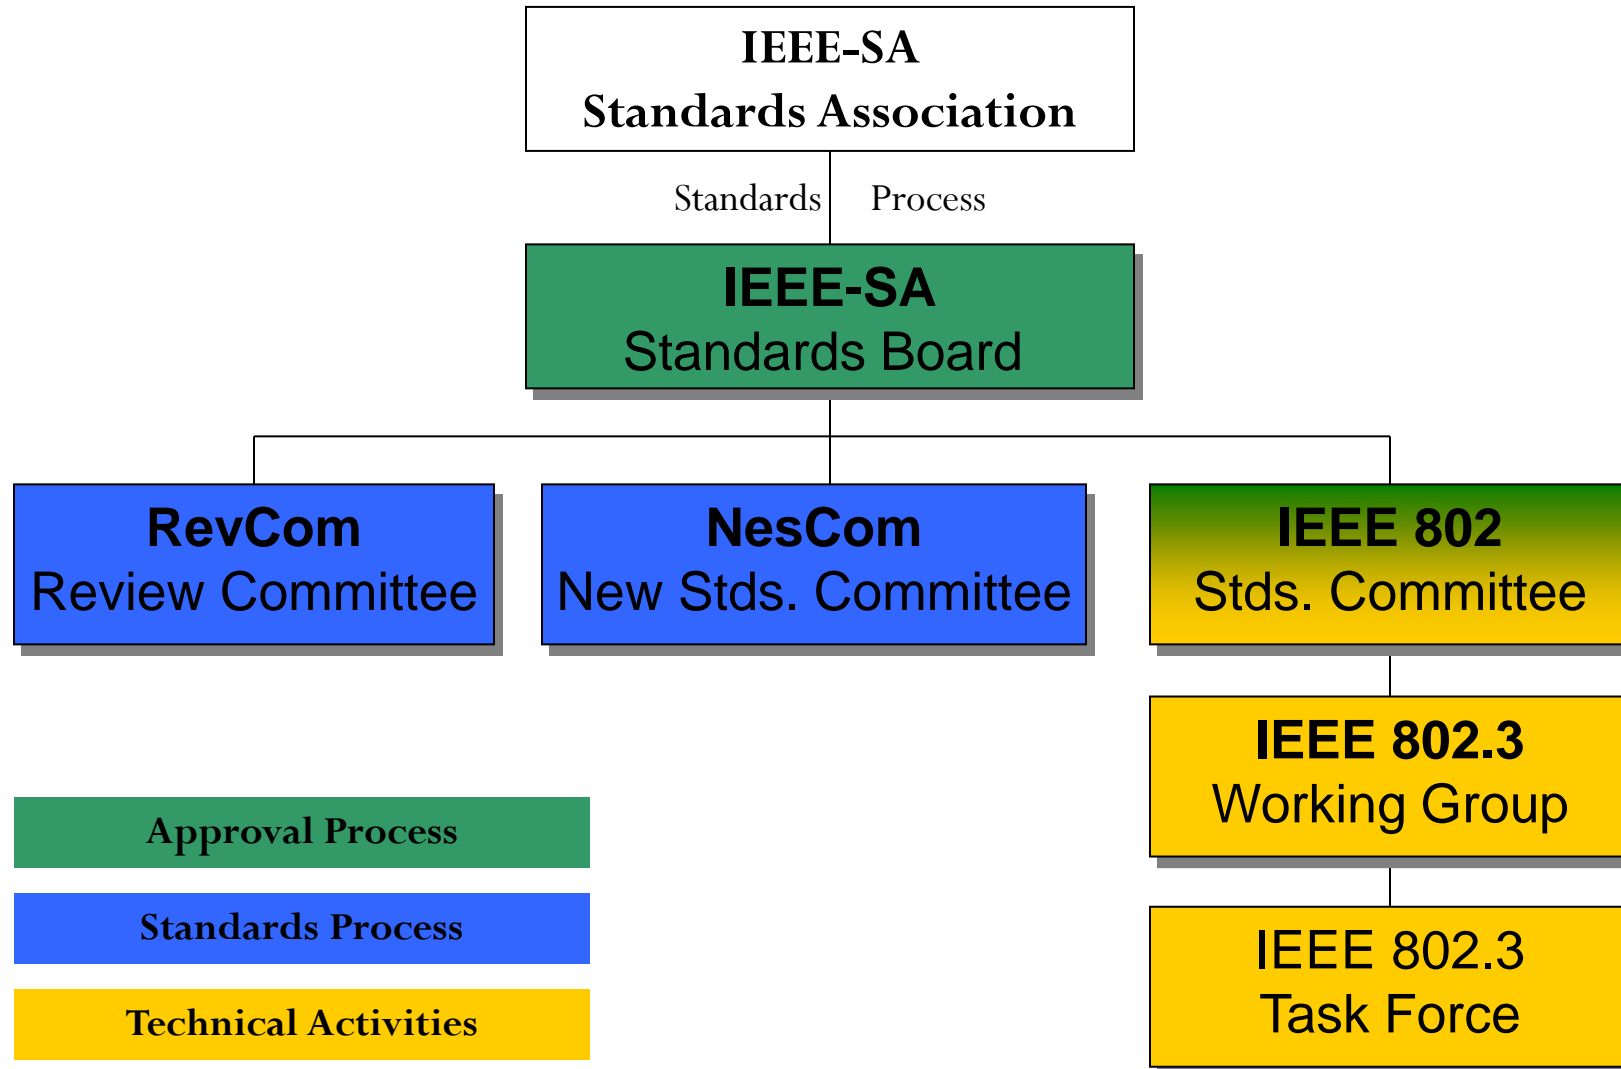 IEEE-SA
Standards Association
Standards Process
IEEE-SA
Standards Board
RevCom
Review Committee
NesCom
New Stds. Committee
IEEE 802
Stds. Committee
IEEE 802.3
Working Group
IEEE 802.3
Task Force
Approval Process
Standards Process
Technical Activities